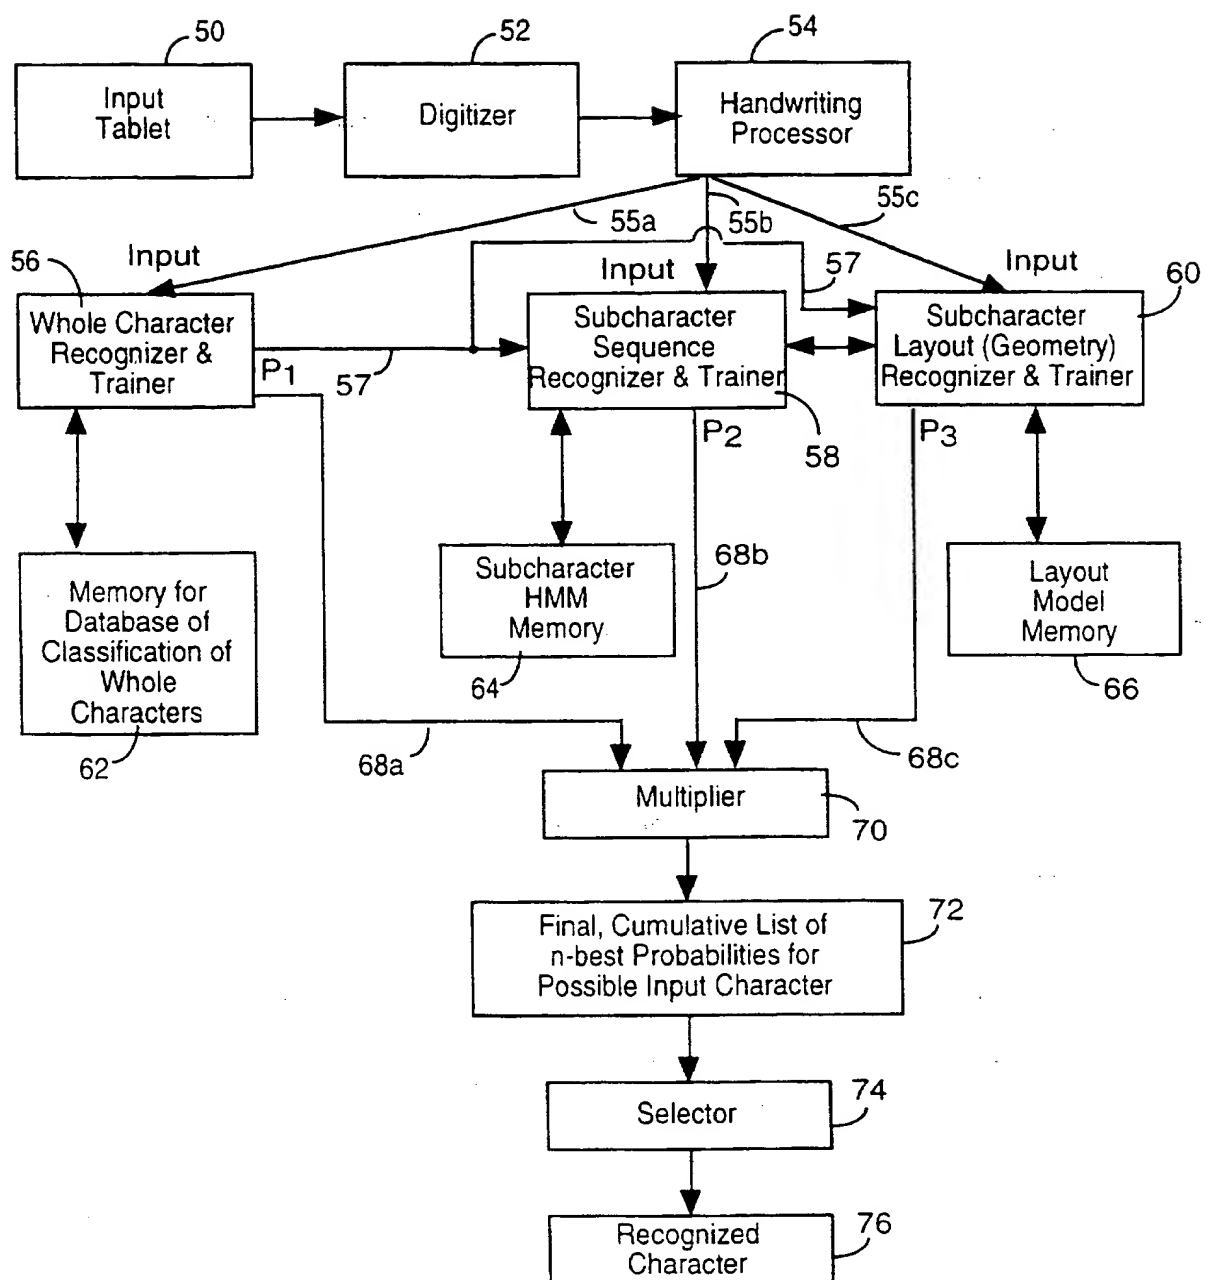 50
52
54
Input
Tablet
Digitizer
Handwriting
Processor
55a
55b
55c
56
Input
Input
57
Input
60
Whole Character
Recognizer &
Trainer
P1
57
Subcharacter
Sequence
Recognizer & Trainer
P2
58
Subcharacter
Layout (Geometry)
Recognizer & Trainer
P3
Memory for
Database of
Classification of
Whole
Characters
62
Subcharacter
HMM
Memory
64
68b
Layout
Model
Memory
66
68a
68c
Multiplier
70
Final, Cumulative List of
n-best Probabilities for
Possible Input Character
72
Selector
74
Recognized
Character
76